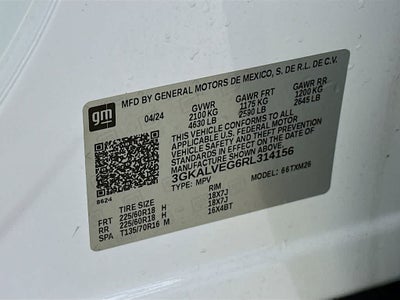 gm
MFD BY GENERAL MOTORS DE MEXICO, S. DE R.L. DE C.V.
04/24 GVWR GAWR FRT GAWR RR
2100 KG 1175 KG 1200 KG
4630 LB 2590 LB 2645 LB
THIS VEHICLE CONFORMS TO ALL
APPLICABLE U.S. FEDERAL MOTOR
VEHICLE SAFETY AND THEFT
PREVENTION STANDARDS IN EFFECT ON
THE DATE OF MANUFACTURE SHOWN ABOVE.
3GKALVEG6RL314156
TYPE: MPV MODEL: 66TXM26
8624
TIRE SIZE RIM
FRT 225/60R18 H 18X7J
RR 225/60R18 H 18X7J
SPA T135/70R16 M 16X4BT